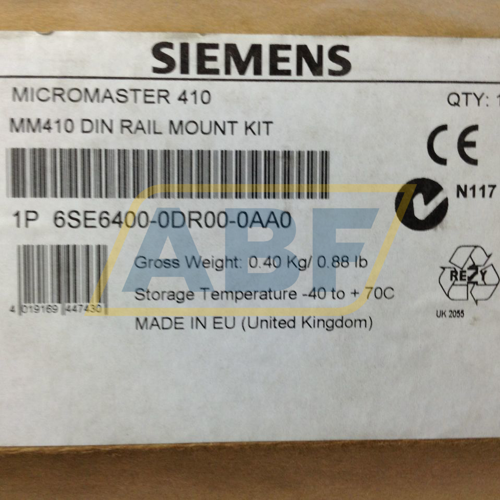 SIEMENS
MICROMASTER 410
QTY: 1
MM410 DIN RAIL MOUNT KIT
N117
1P 6SE6400-0DR00-0AA0
ABF
Gross Weight: 0.40 Kg/ 0.88 lb
REZY
Storage Temperature -40 to + 70C
4 019169 447430
UK 2055
MADE IN EU (United Kingdom)